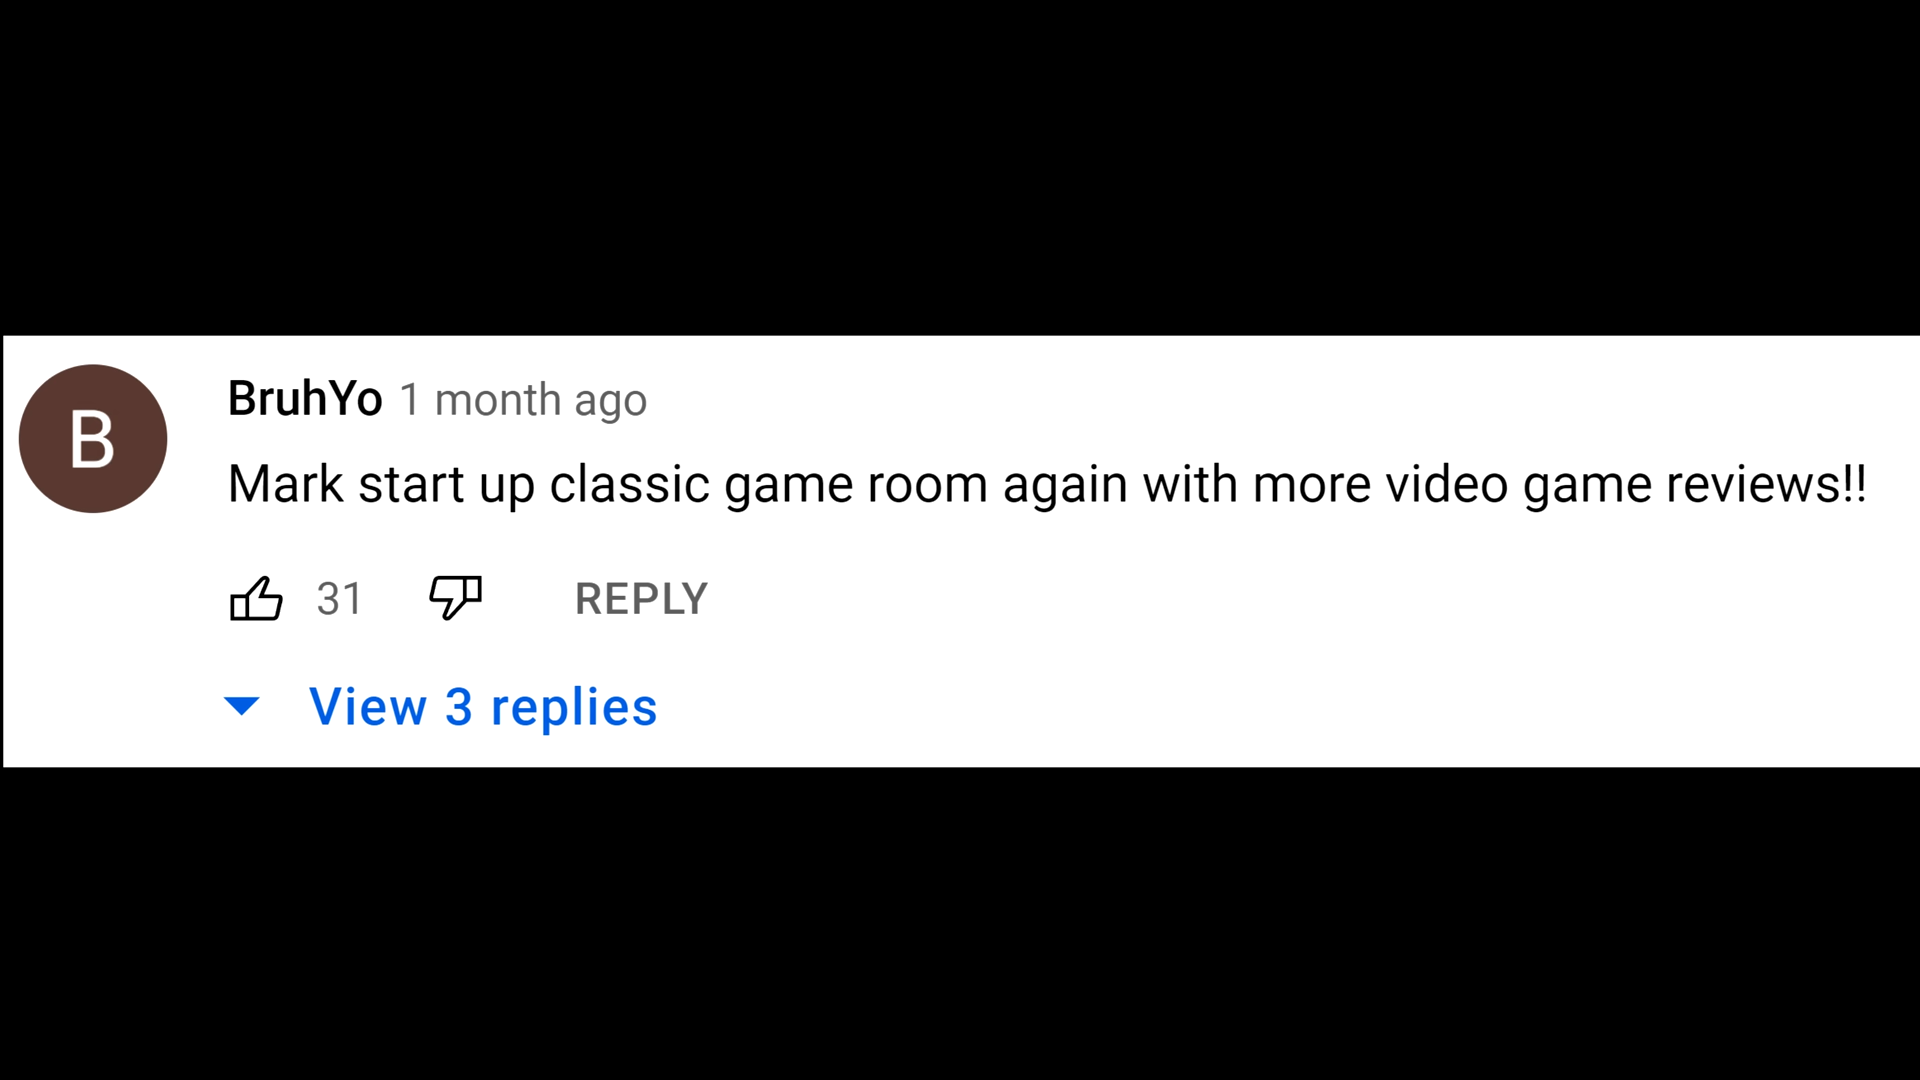 B
BruhYo 1 month ago
Mark start up classic game room again with more video game reviews!!
31 REPLY
View 3 replies